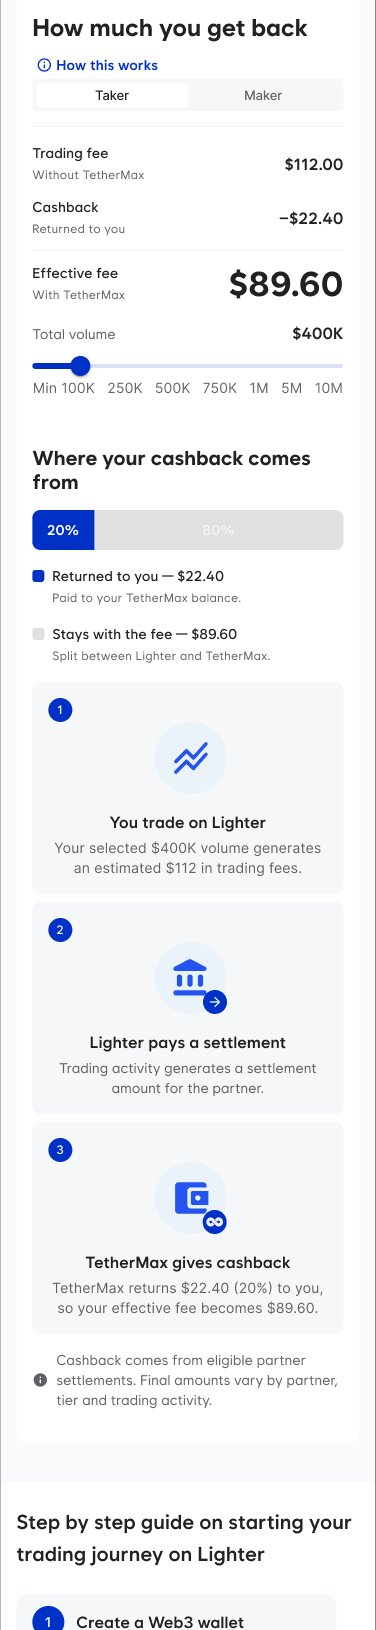 How much you get back
How this works
Taker
Maker
Trading fee
$112.00
Without TetherMax
Cashback
−$22.40
Returned to you
Effective fee
$89.60
With TetherMax
Total volume
$400K
Min 100K 250K 500K 750K 1M 5M 10M
Where your cashback comes
from
20%
80%
Returned to you — $22.40
Paid to your TetherMax balance.
Stays with the fee — $89.60
Split between Lighter and TetherMax.
1
You trade on Lighter
Your selected $400K volume generates
an estimated $112 in trading fees.
2
Lighter pays a settlement
Trading activity generates a settlement
amount for the partner.
3
TetherMax gives cashback
TetherMax returns $22.40 (20%) to you,
so your effective fee becomes $89.60.
Cashback comes from eligible partner
settlements. Final amounts vary by partner,
tier and trading activity.
Step by step guide on starting your
trading journey on Lighter
1 Create a Web3 wallet